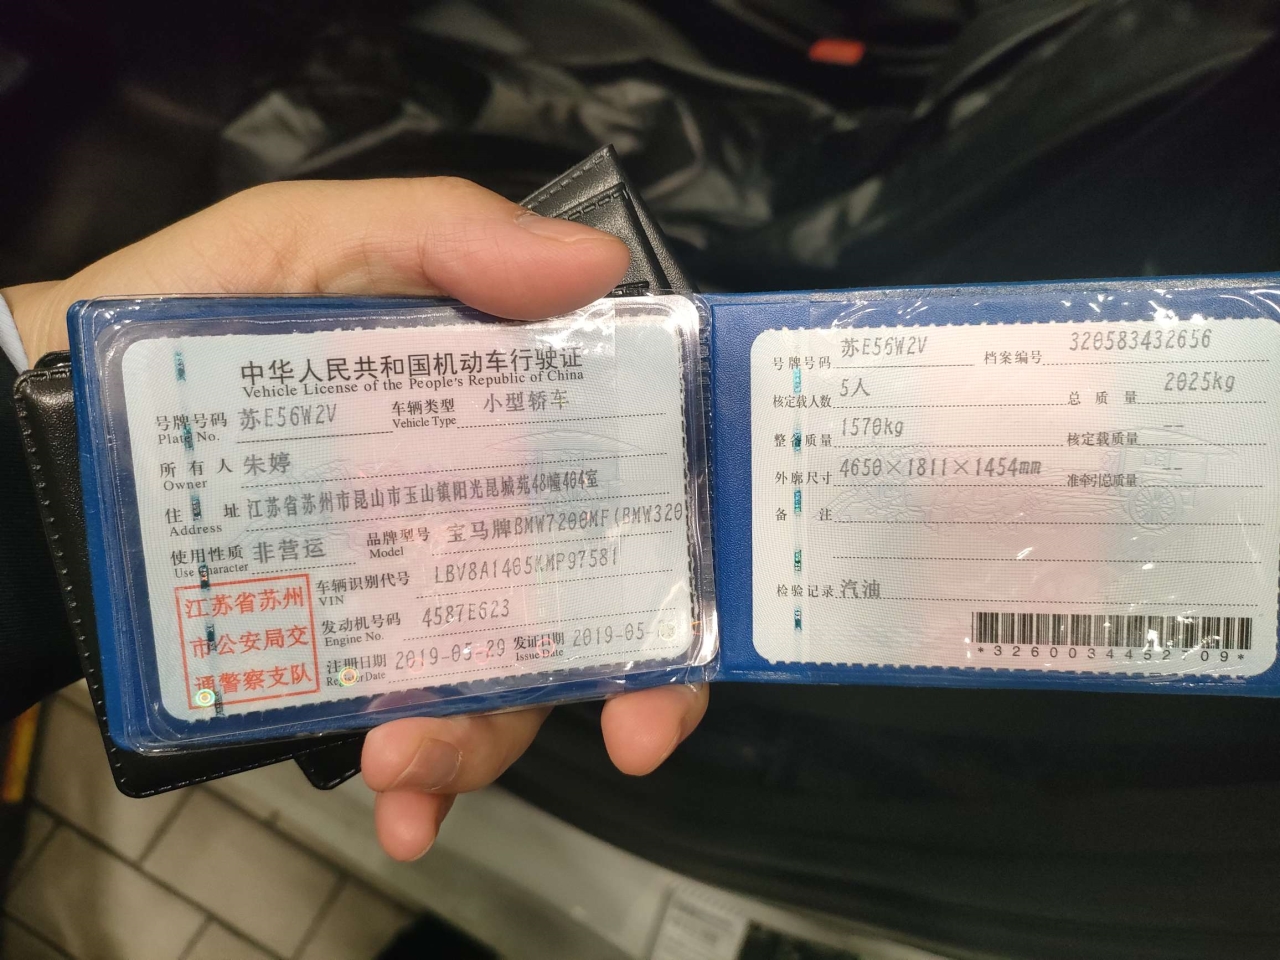 中华人民共和国机动车行驶证
Vehicle License of the People's Republic of China
号牌号码 苏E56W2V 车辆类型 小型轿车
Plate No. Vehicle Type
所有人 朱婷
Owner
住址 江苏省苏州市昆山市玉山镇阳光昆城苑48幢404室
Address
使用性质 非营运 品牌型号 宝马牌BMW7200MF(BMW320
Use Character Model
江苏省苏州市公安局交通警察支队
车辆识别代号 LBV8A1405KMP97581
VIN
发动机号码 4587E623
Engine No.
注册日期 2019-05-29 发证日期 2019-05-
Register Date Issue Date
号牌号码 苏E56W2V 档案编号 320583432656
核定载人数 5人 总质量 2025kg
整备质量 1570kg 核定载质量 --
外廓尺寸 4650×1811×1454mm 准牵引总质量 --
备注
检验记录 汽油